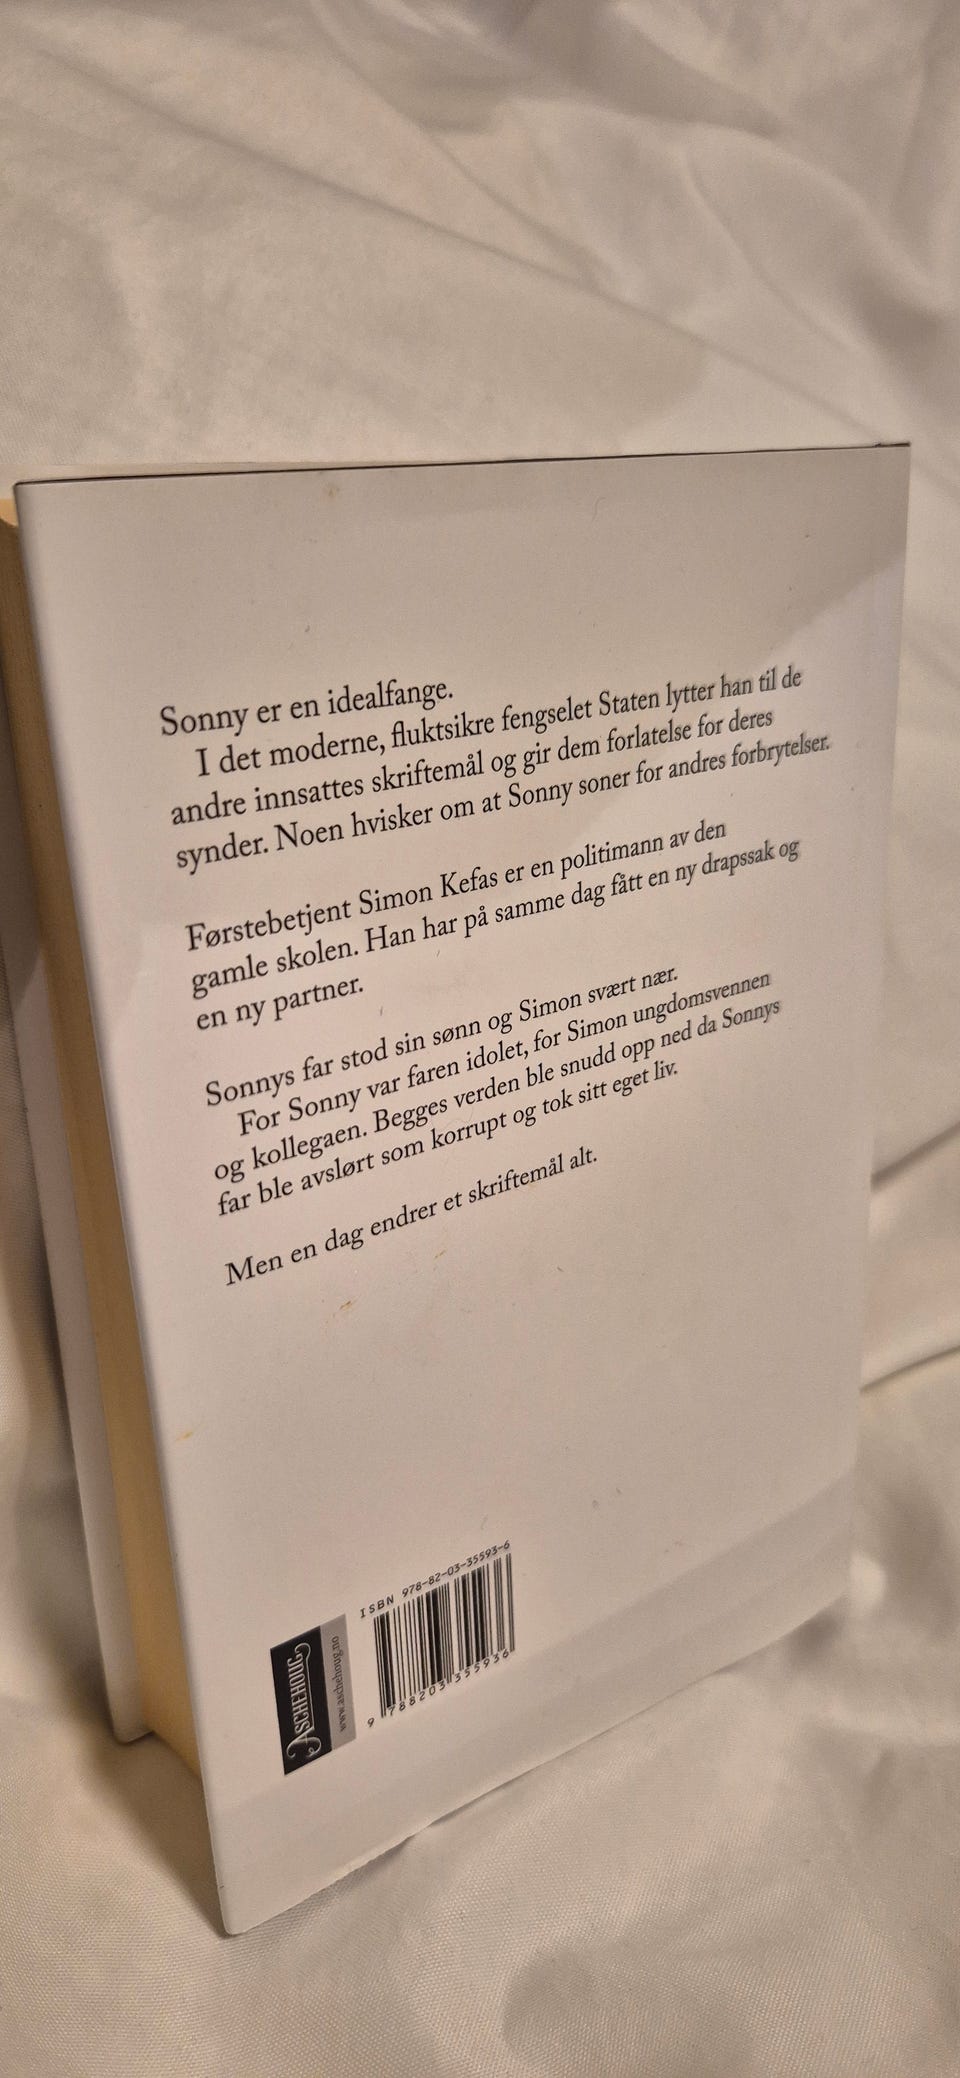 Sonny er en idealfange.
I det moderne, fluktsikre fengselet Staten lytter han til de
andre innsattes skriftemål og gir dem forlatelse for deres
synder. Noen hvisker om at Sonny soner for andres forbrytelser.
Førstebetjent Simon Kefas er en politimann av den
gamle skolen. Han har på samme dag fått en ny drapssak og
en ny partner.
Sonnys far stod sin sønn og Simon svært nær.
For Sonny var faren idolet, for Simon ungdomsvennen
og kollegaen. Begges verden ble snudd opp ned da Sonnys
far ble avslørt som korrupt og tok sitt eget liv.
Men en dag endrer et skriftemål alt.
ISBN 978-82-03-35593-6
9 788203 355936
ASCHEHOUG
www.aschehoug.no